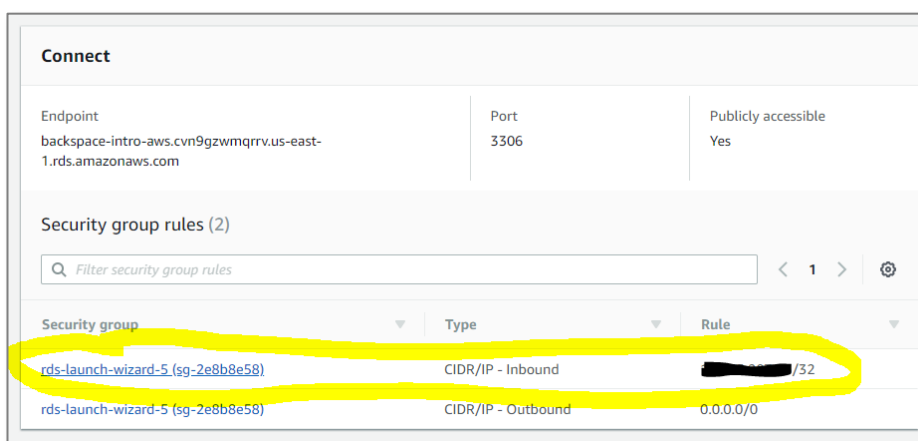 Connect
Endpoint
backspace-intro-aws.cvn9gzwmqrrv.us-east-
1.rds.amazonaws.com
Port
3306
Publicly accessible
Yes
Security group rules (2)
Filter security group rules
1
Security group Type Rule
rds-launch-wizard-5 (sg-2e8b8e58) CIDR/IP - Inbound /32
rds-launch-wizard-5 (sg-2e8b8e58) CIDR/IP - Outbound 0.0.0.0/0